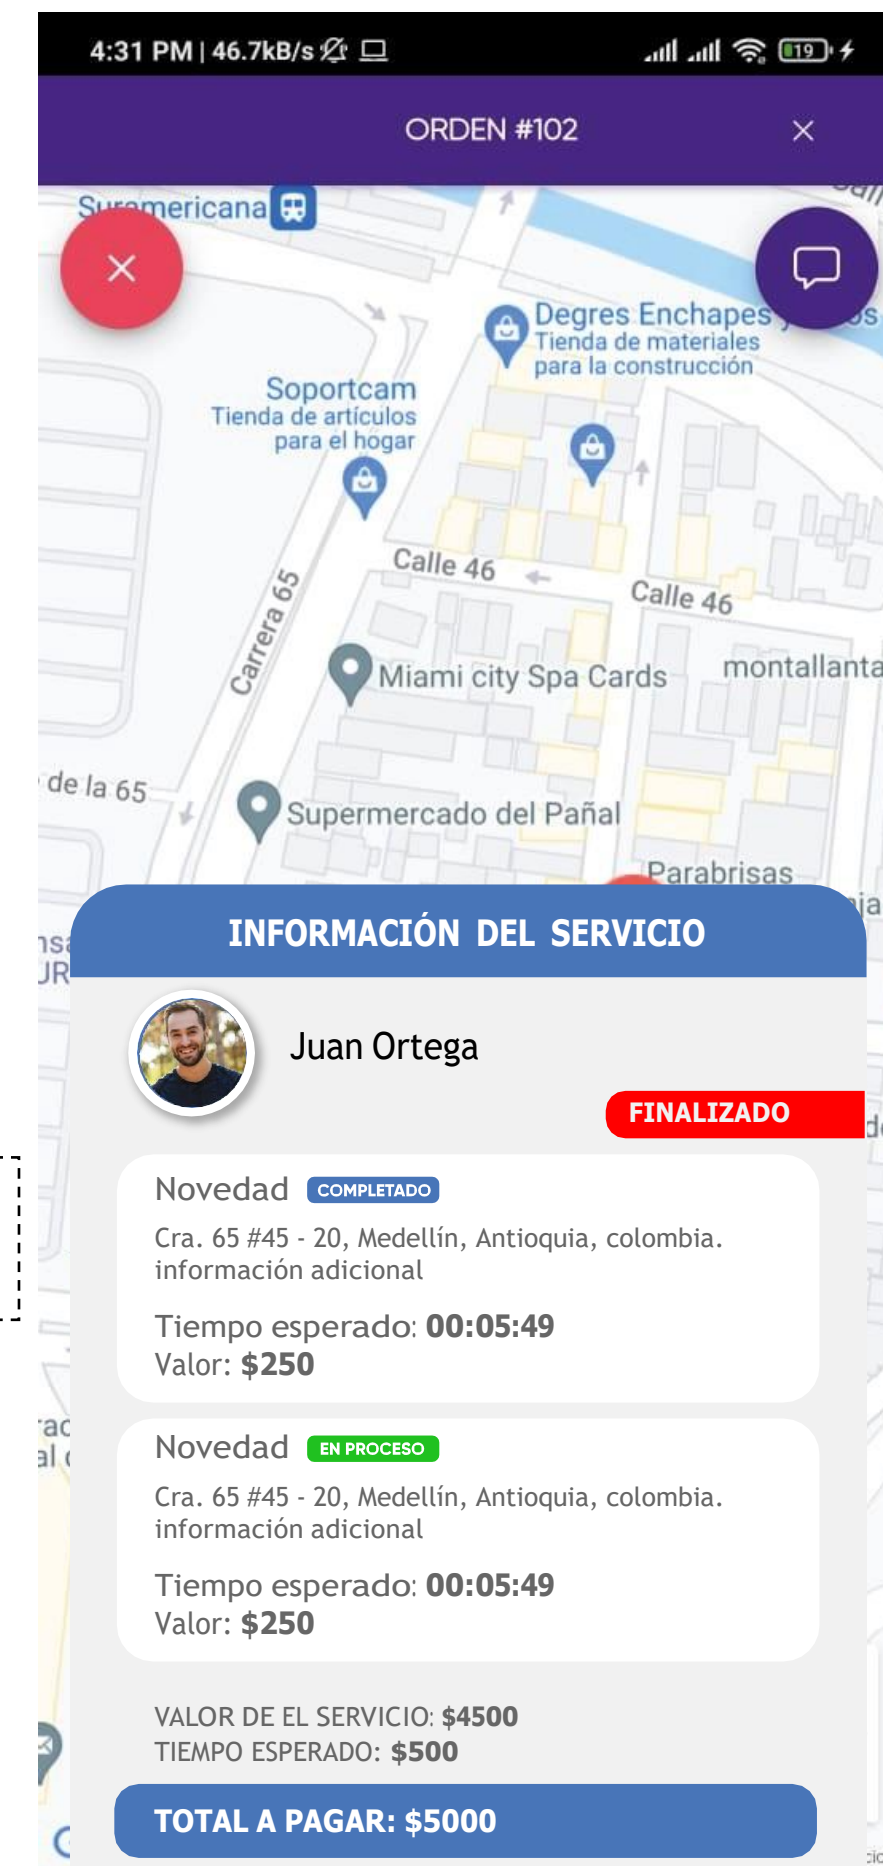 4:31 PM | 46.7kB/s
19
ORDEN #102
Suramericana
Degres Enchapes
Tienda de materiales
para la construcción
Soportcam
Tienda de artículos
para el hogar
Calle 46
Calle 46
Carrera 65
Miami city Spa Cards
montallanta
de la 65
Supermercado del Pañal
Parabrisas
INFORMACIÓN DEL SERVICIO
Juan Ortega
FINALIZADO
Novedad COMPLETADO
Cra. 65 #45 - 20, Medellín, Antioquia, colombia.
información adicional
Tiempo esperado: 00:05:49
Valor: $250
Novedad EN PROCESO
Cra. 65 #45 - 20, Medellín, Antioquia, colombia.
información adicional
Tiempo esperado: 00:05:49
Valor: $250
VALOR DE EL SERVICIO: $4500
TIEMPO ESPERADO: $500
TOTAL A PAGAR: $5000